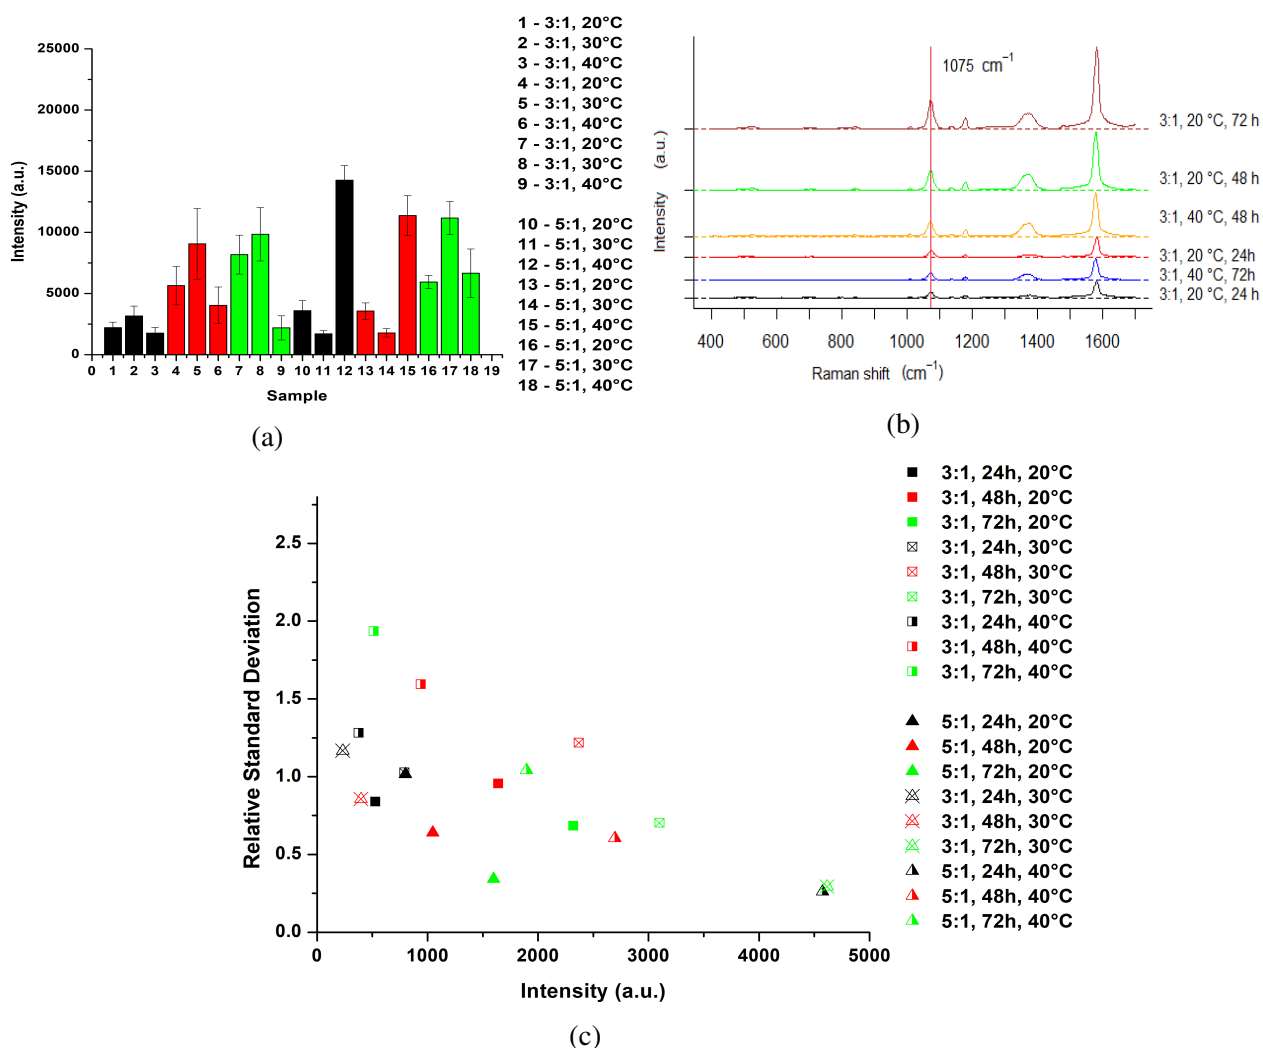 25000
20000
15000
10000
5000
0
Intensity (a.u.)
0 1 2 3 4 5 6 7 8 9 10 11 12 13 14 15 16 17 18 19
Sample
1 - 3:1, 20°C
2 - 3:1, 30°C
3 - 3:1, 40°C
4 - 3:1, 20°C
5 - 3:1, 30°C
6 - 3:1, 40°C
7 - 3:1, 20°C
8 - 3:1, 30°C
9 - 3:1, 40°C
10 - 5:1, 20°C
11 - 5:1, 30°C
12 - 5:1, 40°C
13 - 5:1, 20°C
14 - 5:1, 30°C
15 - 5:1, 40°C
16 - 5:1, 20°C
17 - 5:1, 30°C
18 - 5:1, 40°C
(a)
1075 cm⁻¹
Intensity (a.u.)
3:1, 20 °C, 72 h
3:1, 20 °C, 48 h
3:1, 40 °C, 48 h
3:1, 20 °C, 24h
3:1, 40 °C, 72h
3:1, 20 °C, 24 h
400 600 800 1000 1200 1400 1600
Raman shift (cm⁻¹)
(b)
2.5
2.0
1.5
1.0
0.5
0.0
Relative Standard Deviation
0 1000 2000 3000 4000 5000
Intensity (a.u.)
3:1, 24h, 20°C
3:1, 48h, 20°C
3:1, 72h, 20°C
3:1, 24h, 30°C
3:1, 48h, 30°C
3:1, 72h, 30°C
3:1, 24h, 40°C
3:1, 48h, 40°C
3:1, 72h, 40°C
5:1, 24h, 20°C
5:1, 48h, 20°C
5:1, 72h, 20°C
3:1, 24h, 30°C
3:1, 48h, 30°C
3:1, 72h, 30°C
5:1, 24h, 40°C
5:1, 48h, 40°C
5:1, 72h, 40°C
(c)